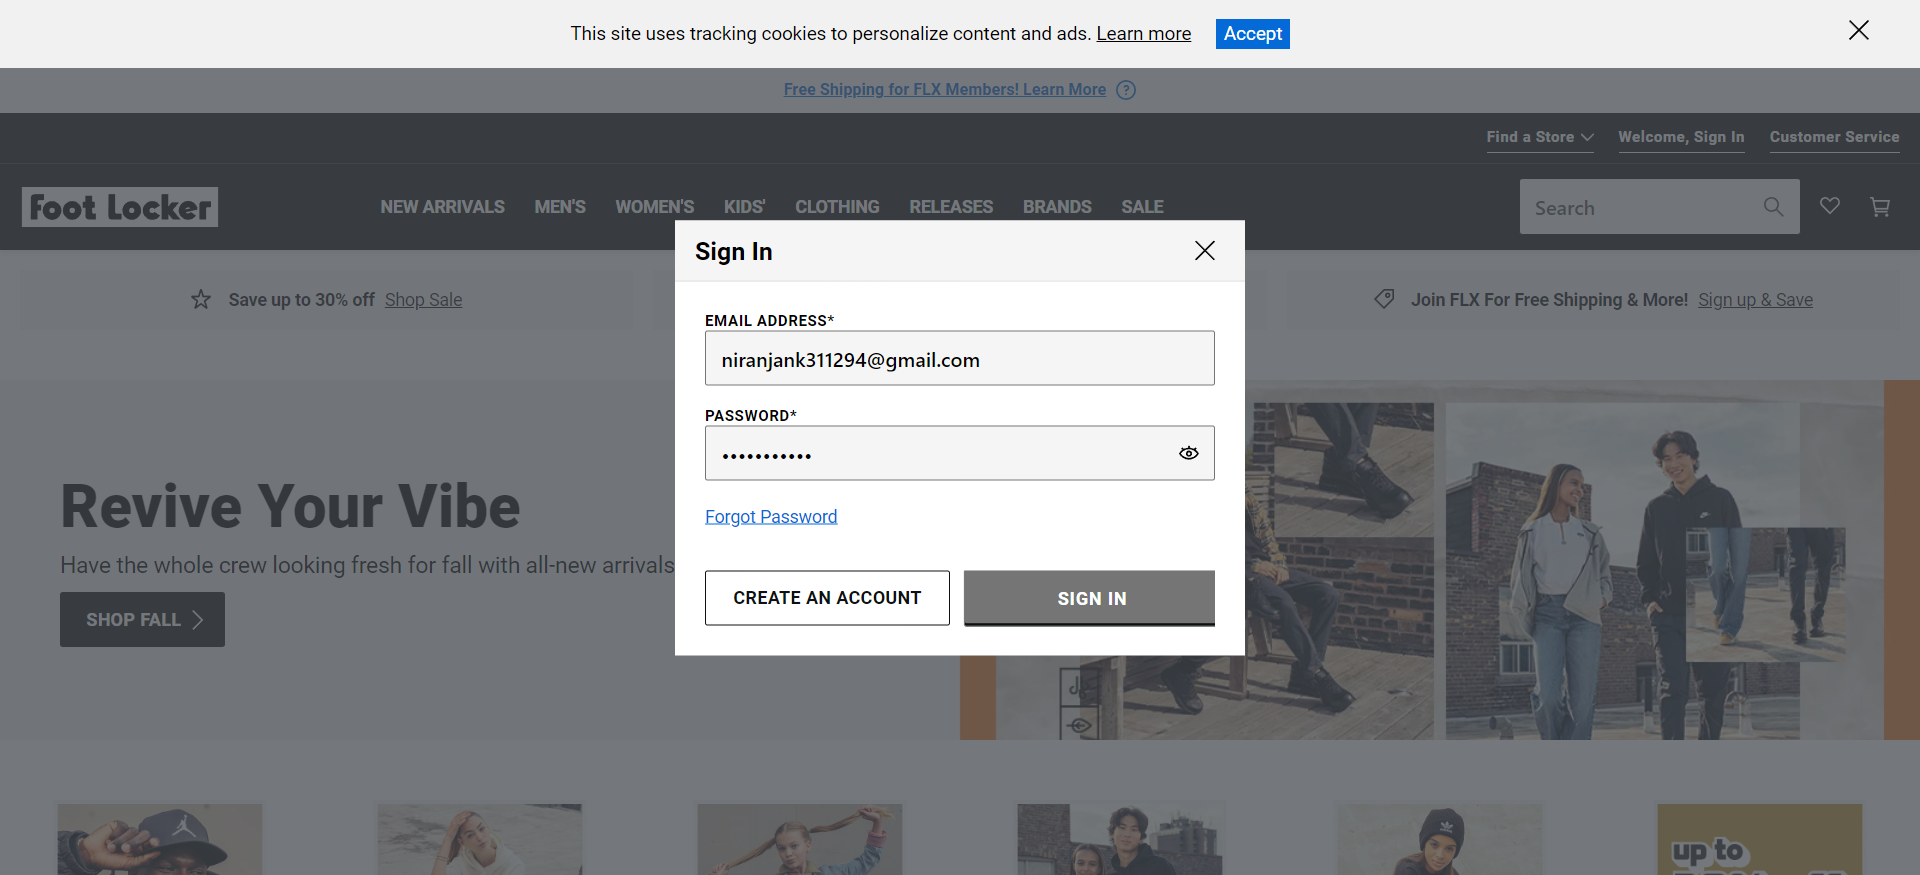 This site uses tracking cookies to personalize content and ads. Learn more Accept
Free Shipping for FLX Members! Learn More ?
Find a Store Welcome, Sign In Customer Service
Foot Locker NEW ARRIVALS MEN'S WOMEN'S KIDS' CLOTHING RELEASES BRANDS SALE Search
Save up to 30% off Shop Sale
Join FLX For Free Shipping & More! Sign up & Save
Sign In
EMAIL ADDRESS*
niranjank311294@gmail.com
PASSWORD*
•••••••••••
Forgot Password
CREATE AN ACCOUNT SIGN IN
Revive Your Vibe
Have the whole crew looking fresh for fall with all-new arrivals
SHOP FALL
up to